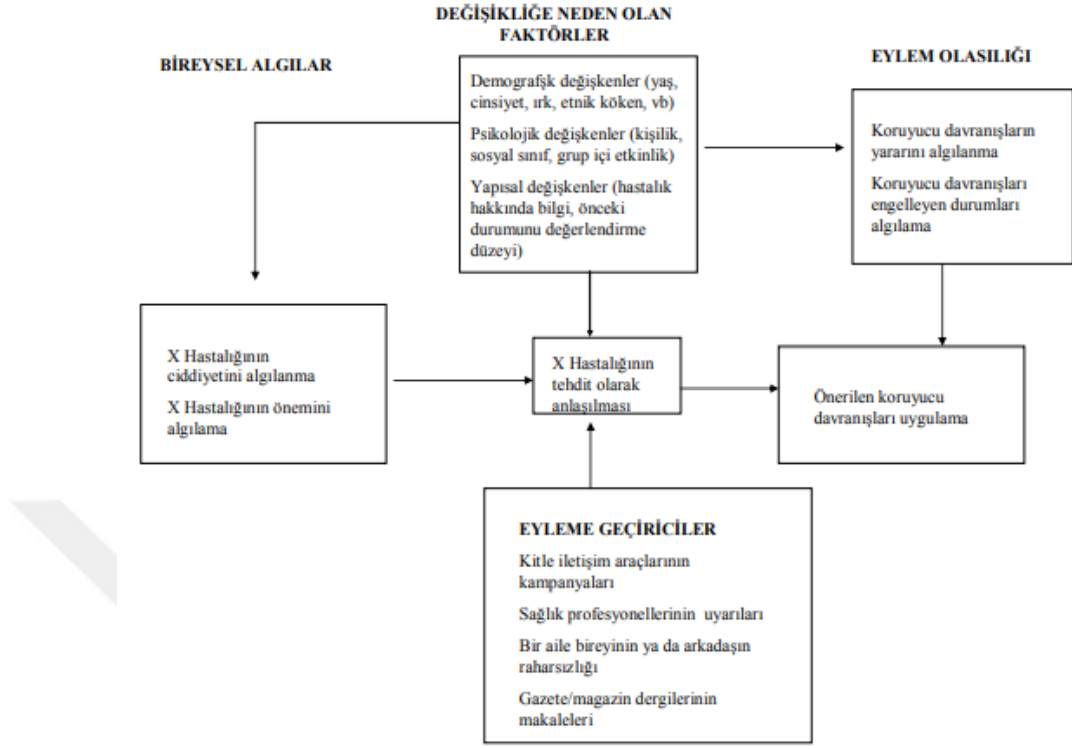 DEĞİŞİKLİĞE NEDEN OLAN
FAKTÖRLER
BİREYSEL ALGILAR
EYLEM OLASILIĞI
Demografşk değişkenler (yaş,
cinsiyet, ırk, etnik köken, vb)
Psikolojik değişkenler (kişilik,
sosyal sınıf, grup içi etkinlik)
Yapısal değişkenler (hastalık
hakkında bilgi, önceki
durumunu değerlendirme
düzeyi)
Koruyucu davranışların
yararını algılanma
Koruyucu davranışları
engelleyen durumları
algılama
X Hastalığının
ciddiyetini algılanma
X Hastalığının önemini
algılama
X Hastalığının
tehdit olarak
anlaşılması
Önerilen koruyucu
davranışları uygulama
EYLEME GEÇİRİCİLER
Kitle iletişim araçlarının
kampanyaları
Sağlık profesyonellerinin uyarıları
Bir aile bireyinin ya da arkadaşın
raharsızlığı
Gazete/magazin dergilerinin
makaleleri